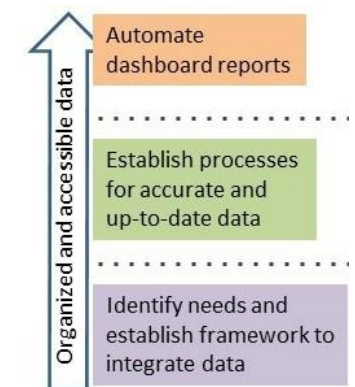 Automate
dashboard reports
Establish processes
for accurate and
up-to-date data
Identify needs and
establish framework to
integrate data
Organized and accessible data